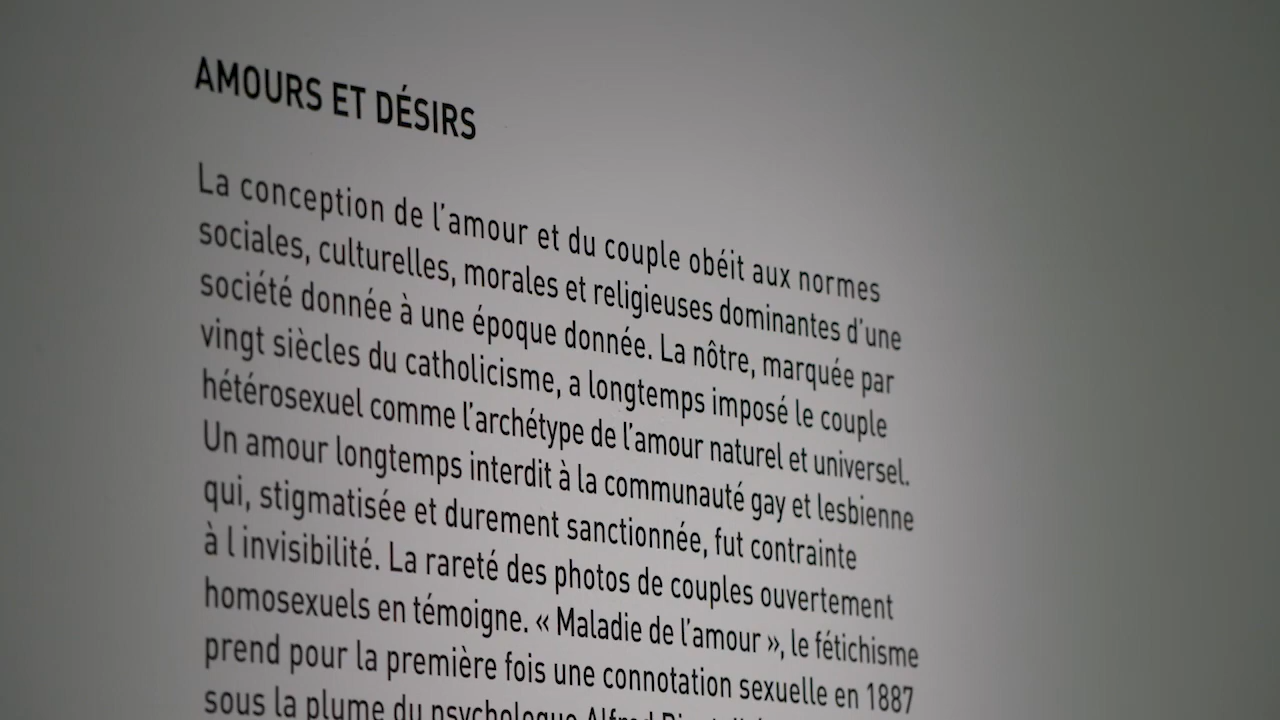 AMOURS ET DÉSIRS
La conception de l'amour et du couple obéit aux normes
sociales, culturelles, morales et religieuses dominantes d'une
société donnée à une époque donnée. La nôtre, marquée par
vingt siècles du catholicisme, a longtemps imposé le couple
hétérosexuel comme l'archétype de l'amour naturel et universel.
Un amour longtemps interdit à la communauté gay et lesbienne
qui, stigmatisée et durement sanctionnée, fut contrainte
à l invisibilité. La rareté des photos de couples ouvertement
homosexuels en témoigne. « Maladie de l'amour », le fétichisme
prend pour la première fois une connotation sexuelle en 1887
sous la plume du psychologue Alfred